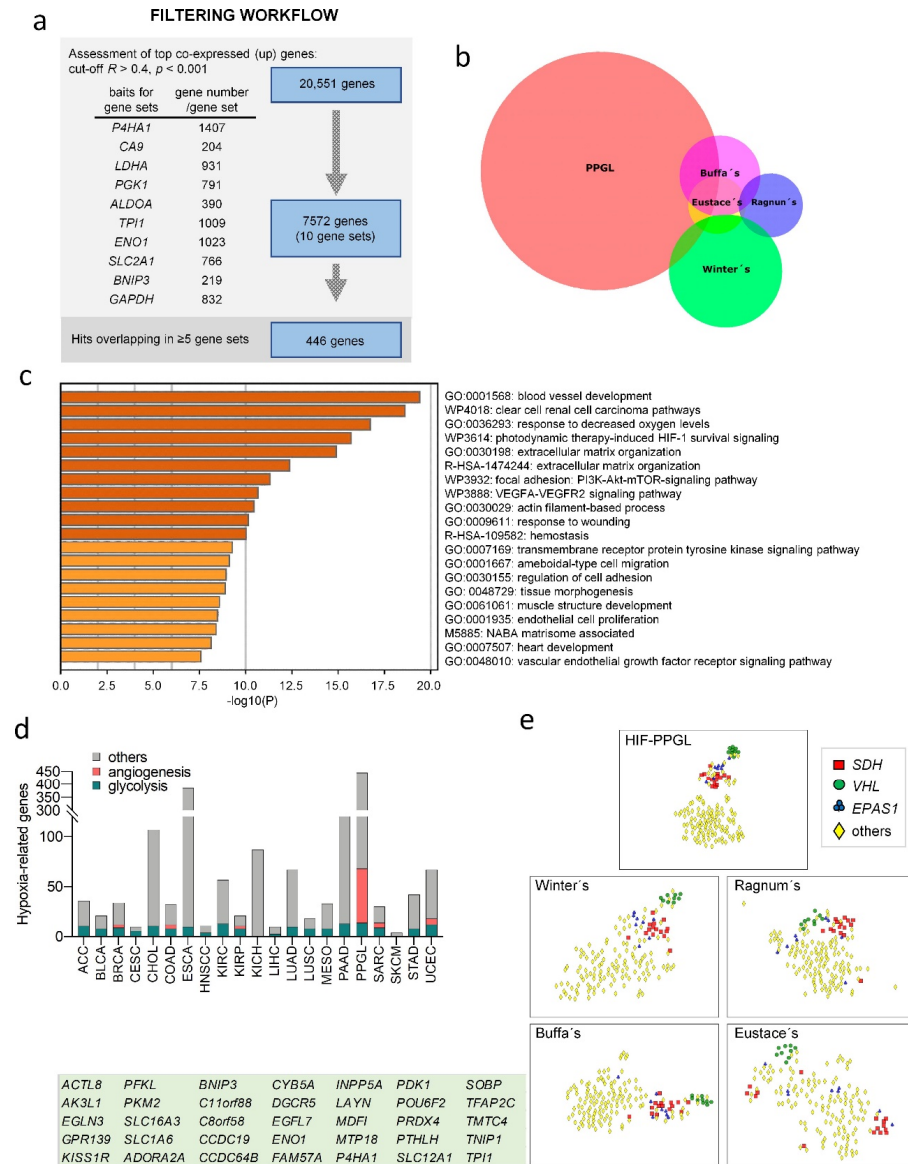 FILTERING WORKFLOW
a
Assessment of top co-expressed (up) genes:
cut-off R > 0.4, p < 0.001
baits for gene number
gene sets /gene set
P4HA1 1407
CA9 204
LDHA 931
PGK1 791
ALDOA 390
TPI1 1009
ENO1 1023
SLC2A1 766
BNIP3 219
GAPDH 832
20,551 genes
7572 genes
(10 gene sets)
Hits overlapping in ≥5 gene sets
446 genes
b
PPGL
Buffa´s
Eustace´s
Ragnun´s
Winter´s
c
GO:0001568: blood vessel development
WP4018: clear cell renal cell carcinoma pathways
GO:0036293: response to decreased oxygen levels
WP3614: photodynamic therapy-induced HIF-1 survival signaling
GO:0030198: extracellular matrix organization
R-HSA-1474244: extracellular matrix organization
WP3932: focal adhesion: PI3K-Akt-mTOR-signaling pathway
WP3888: VEGFA-VEGFR2 signaling pathway
GO:0030029: actin filament-based process
GO:0009611: response to wounding
R-HSA-109582: hemostasis
GO:0007169: transmembrane receptor protein tyrosine kinase signaling pathway
GO:0001667: ameboidal-type cell migration
GO:0030155: regulation of cell adhesion
GO: 0048729: tissue morphogenesis
GO:0061061: muscle structure development
GO:0001935: endothelial cell proliferation
M5885: NABA matrisome associated
GO:0007507: heart development
GO:0048010: vascular endothelial growth factor receptor signaling pathway
0.0 2.5 5.0 7.5 10.0 12.5 15.0 17.5 20.0
-log10(P)
d
others
angiogenesis
glycolysis
Hypoxia-related genes
450
400
350
300
100
50
0
ACC BLCA BRCA CESC CHOL COAD ESCA HNSCC KIRC KIRP KICH LIHC LUAD LUSC MESO PAAD PPGL SARC SKCM STAD UCEC
e
HIF-PPGL
SDH
VHL
EPAS1
others
Winter´s
Ragnum´s
Buffa´s
Eustace´s
ACTL8 PFKL BNIP3 CYB5A INPP5A PDK1 SOBP
AK3L1 PKM2 C11orf88 DGCR5 LAYN POU6F2 TFAP2C
EGLN3 SLC16A3 C8orf58 EGFL7 MDFI PRDX4 TMTC4
GPR139 SLC1A6 CCDC19 ENO1 MTP18 PTHLH TNIP1
KISS1R ADORA2A CCDC64B FAM57A P4HA1 SLC12A1 TPI1